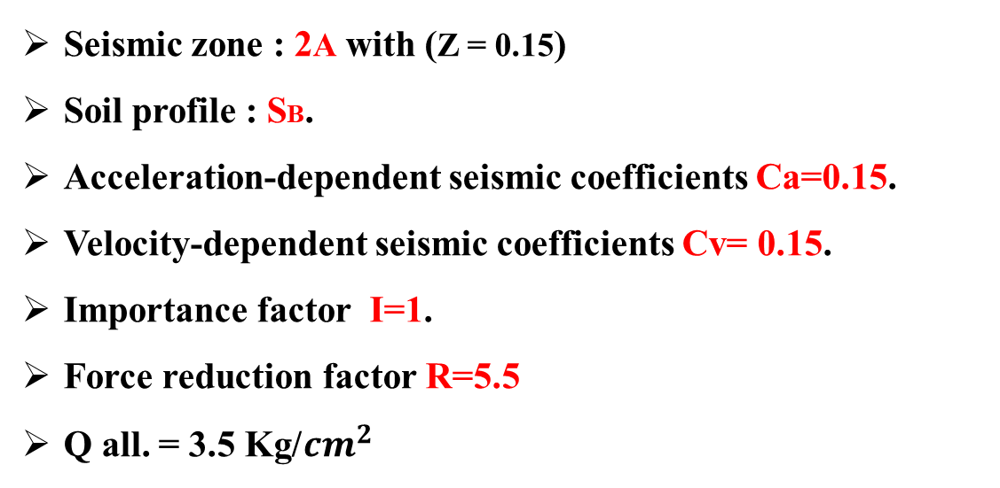 ➢ Seismic zone : 2A with (Z = 0.15)
➢ Soil profile : SB.
➢ Acceleration-dependent seismic coefficients Ca=0.15.
➢ Velocity-dependent seismic coefficients Cv= 0.15.
➢ Importance factor I=1.
➢ Force reduction factor R=5.5
➢ Q all. = 3.5 Kg/cm²